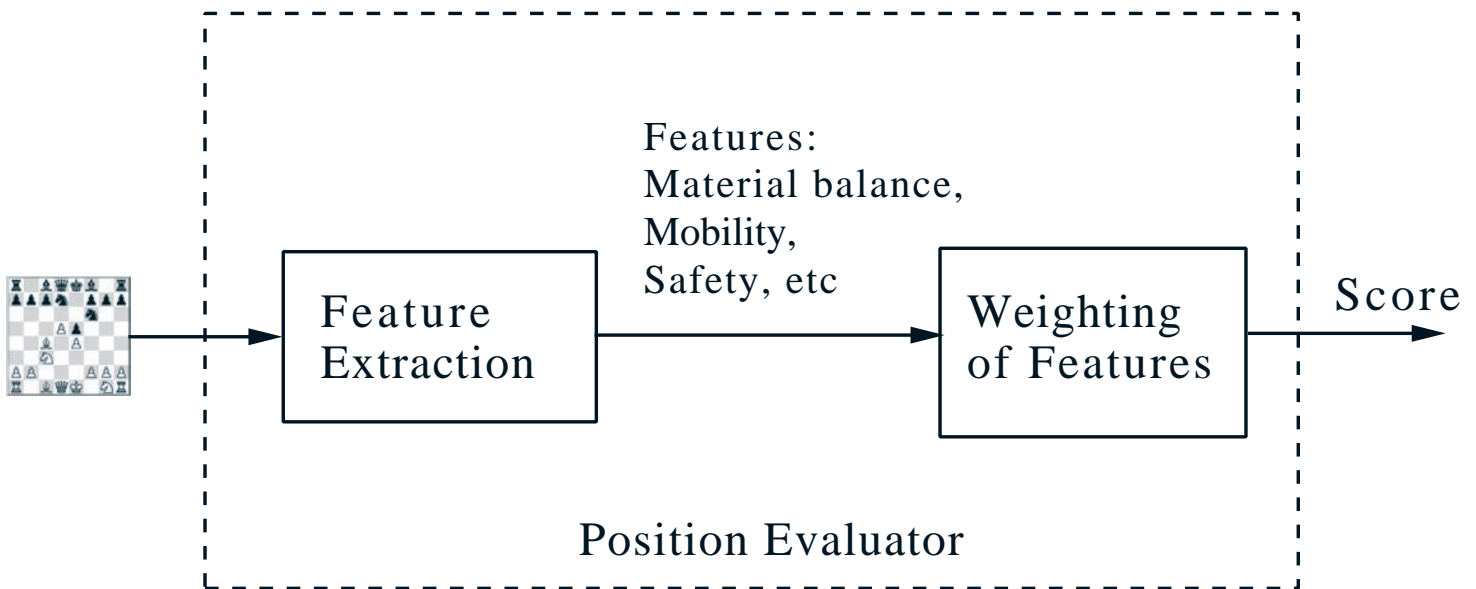 Features:
Material balance,
Mobility,
Safety, etc
Feature
Extraction
Weighting
of Features
Score
Position Evaluator